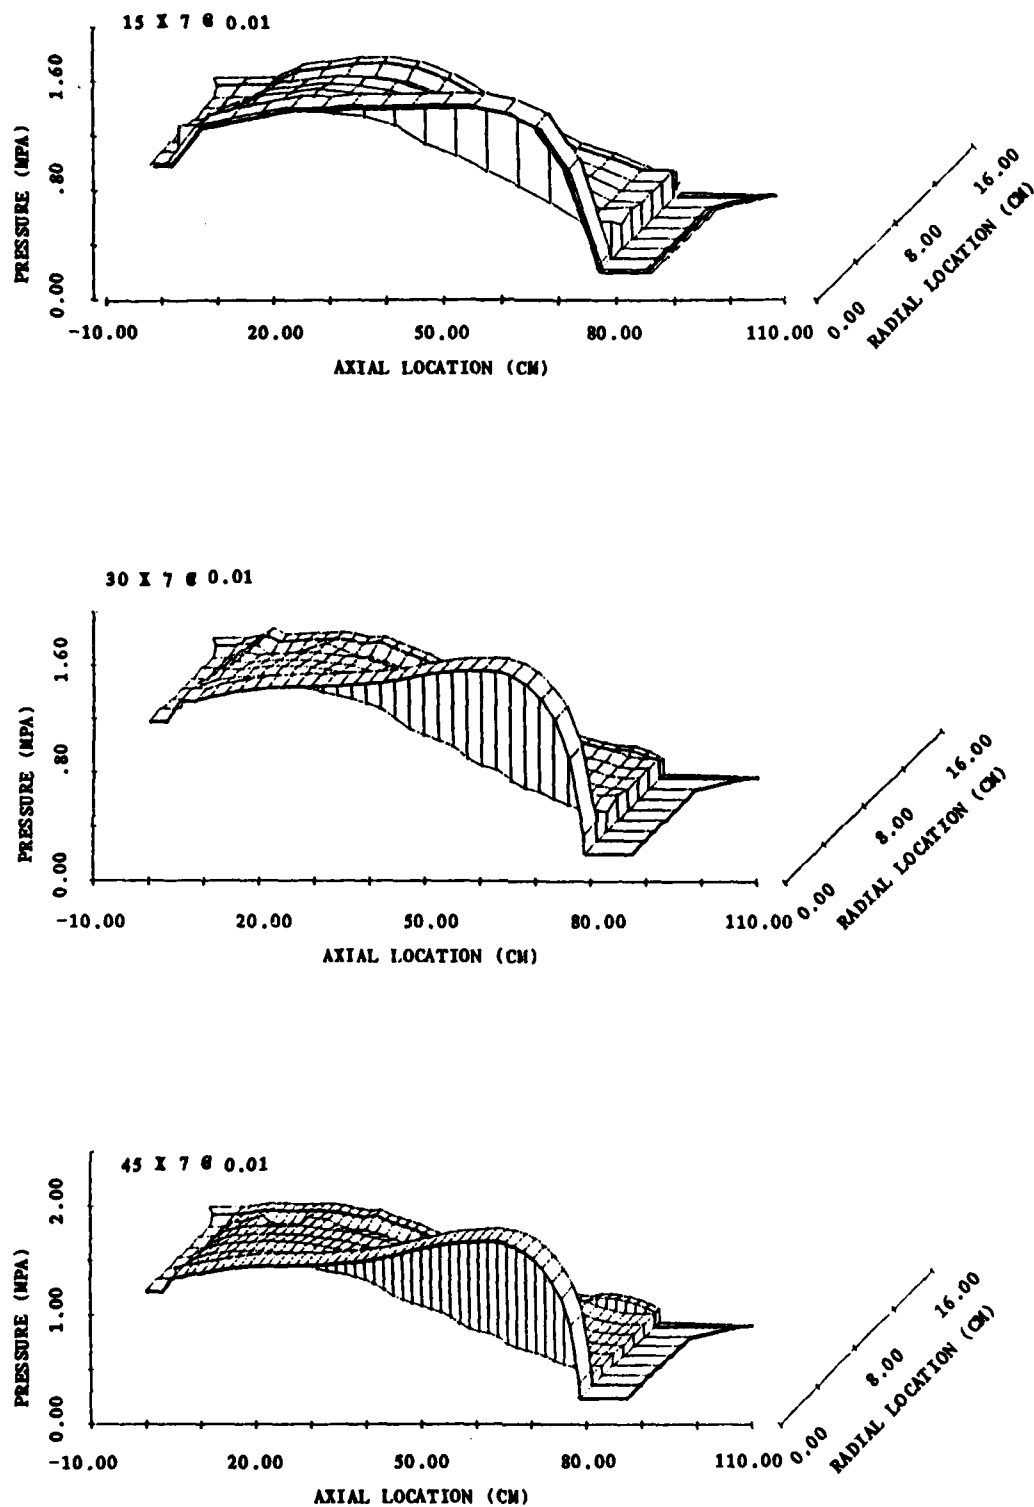 15 X 7 @ 0.01
1.60
.80
0.00
PRESSURE (MPA)
-10.00 20.00 50.00 80.00 110.00
AXIAL LOCATION (CM)
0.00 8.00 16.00
RADIAL LOCATION (CM)
30 X 7 @ 0.01
1.60
.80
0.00
PRESSURE (MPA)
-10.00 20.00 50.00 80.00 110.00
AXIAL LOCATION (CM)
0.00 8.00 16.00
RADIAL LOCATION (CM)
45 X 7 @ 0.01
2.00
1.00
0.00
PRESSURE (MPA)
-10.00 20.00 50.00 80.00 110.00
AXIAL LOCATION (CM)
0.00 8.00 16.00
RADIAL LOCATION (CM)